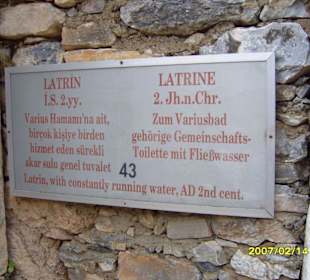 LATRİN
İ.S. 2.yy.
Varius Hamamı'na ait,
birçok kişiye birden
hizmet eden sürekli
akar sulu genel tuvalet
LATRINE
2. Jh.n.Chr.
Zum Variusbad
gehörige Gemeinschafts-
Toilette mit Fließwasser
43
Latrin, with constantly running water, AD 2nd cent.
2007/02/14